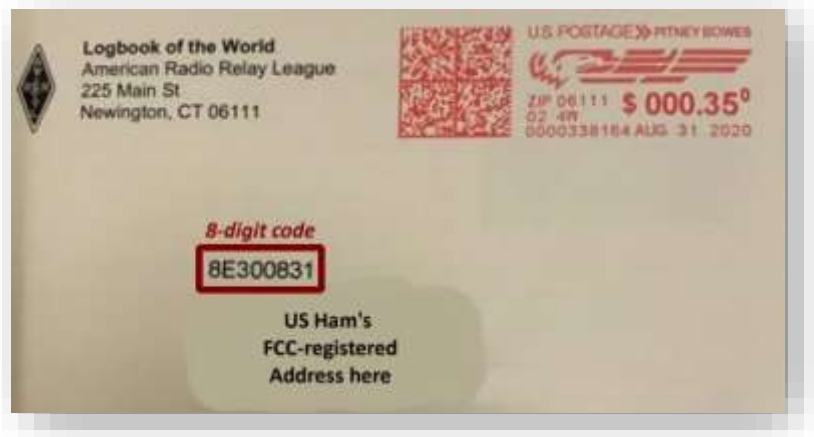 Logbook of the World
American Radio Relay League
225 Main St
Newington, CT 06111
U.S. POSTAGE» PITNEY BOWES
ZIP 06111 $ 000.35⁰
02 4W
0000338164 AUG 31 2020
8-digit code
8E300831
US Ham's
FCC-registered
Address here